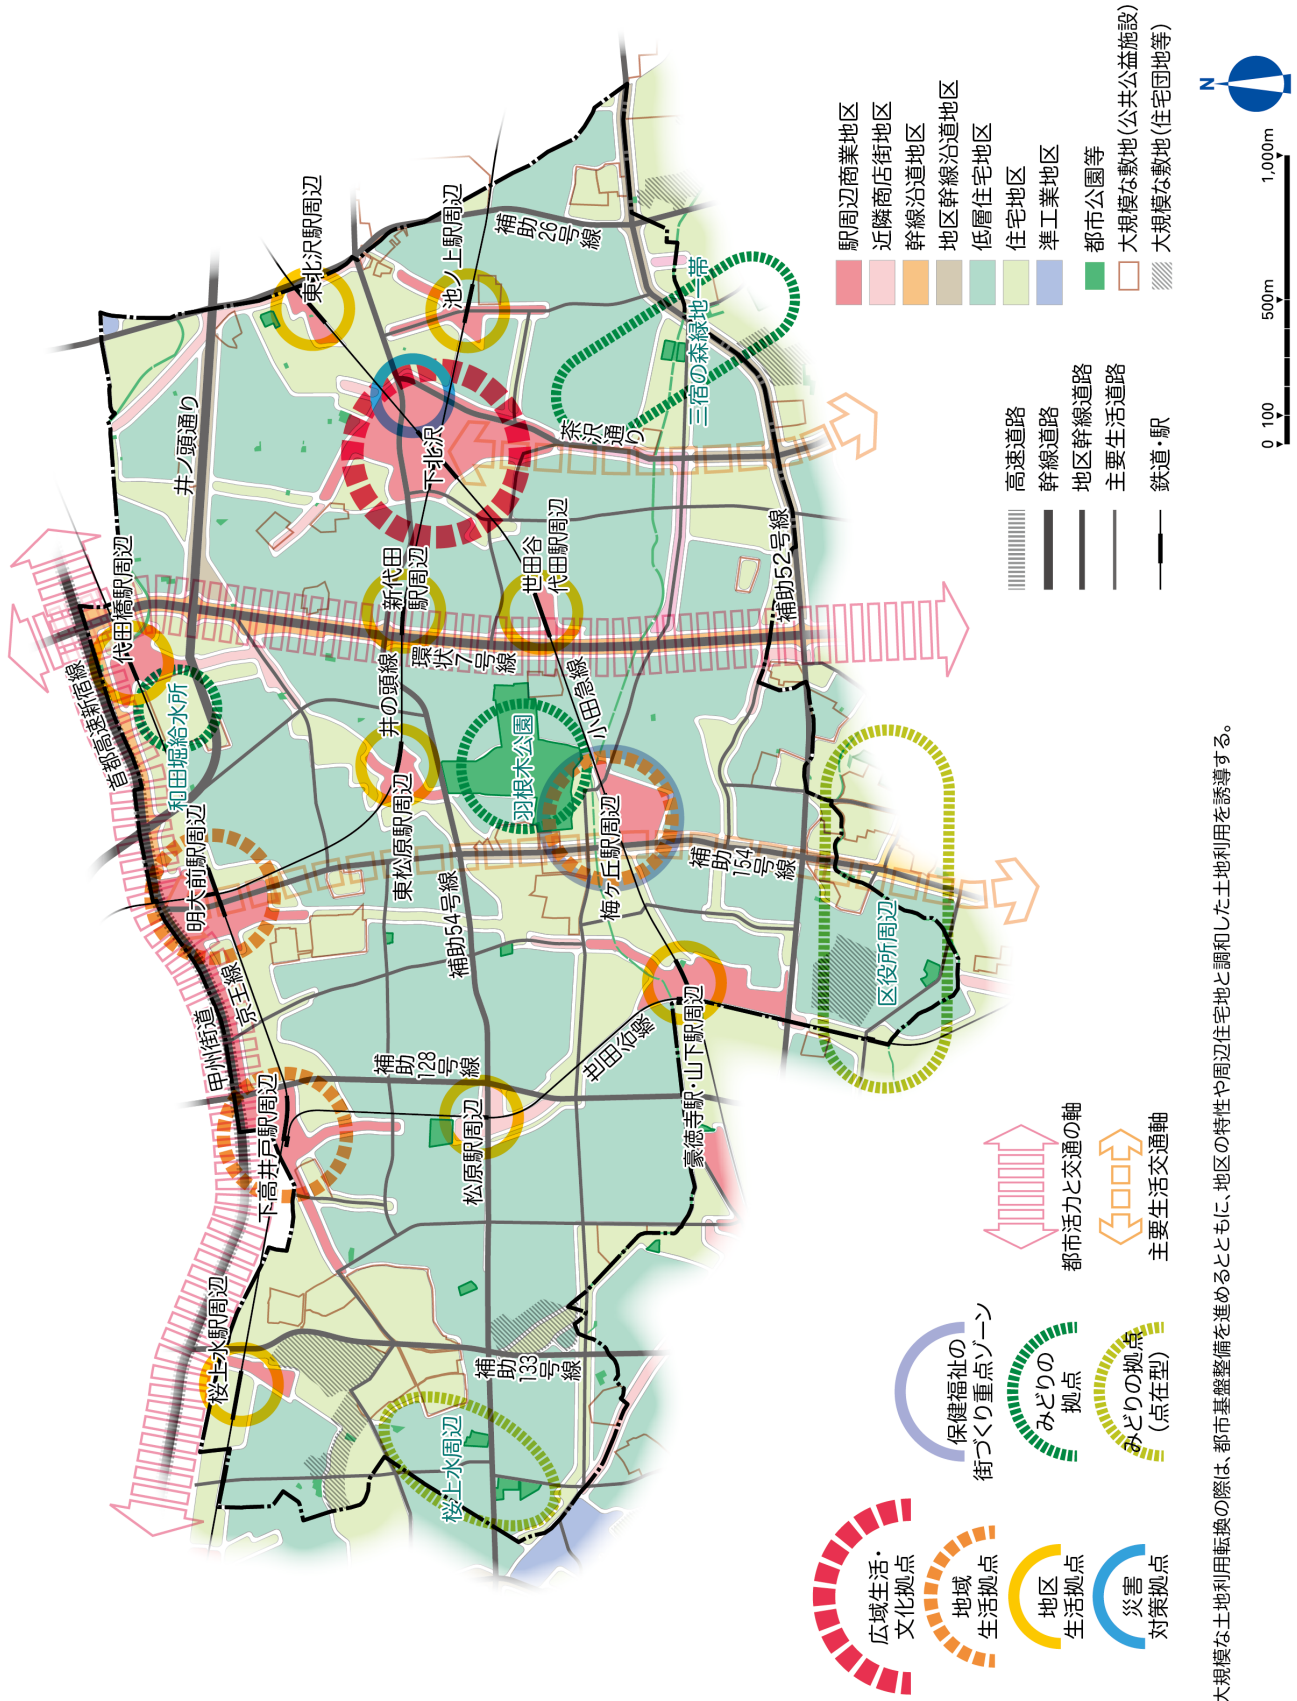 桜上水駅周辺
下高井戸駅周辺
甲州街道
京王線
明大前駅周辺
首都高速新宿線
和田堀給水所
代田橋駅周辺
井ノ頭通り
東北沢駅周辺
池ノ上駅周辺
補助
26
号
線
下北沢
茶沢通り
三宿の森緑地一帯
新代田
駅周辺
世田谷
代田駅周辺
環状
7
号
線
井の頭線
小田急線
東松原駅周辺
羽根木公園
梅ヶ丘駅周辺
補助
154
号
線
補助52号線
補助54号線
補助
128
号
線
松原駅周辺
世田谷線
豪徳寺駅・山下駅周辺
区役所周辺
補助
133
号
線
桜上水周辺
広域生活・
文化拠点
地域
生活拠点
地区
生活拠点
災害
対策拠点
保健福祉の
街づくり重点ゾーン
みどりの
拠点
みどりの拠点
（点在型）
都市活力と交通の軸
主要生活交通軸
高速道路
幹線道路
地区幹線道路
主要生活道路
鉄道・駅
駅周辺商業地区
近隣商店街地区
幹線沿道地区
地区幹線沿道地区
低層住宅地区
住宅地区
準工業地区
都市公園等
大規模な敷地（公共公益施設）
大規模な敷地（住宅団地等）
0 100 500m 1,000m
N
大規模な土地利用転換の際は、都市基盤整備を進めるとともに、地区の特性や周辺住宅地と調和した土地利用を誘導する。